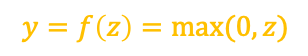 y = f(z) = max(0, z)